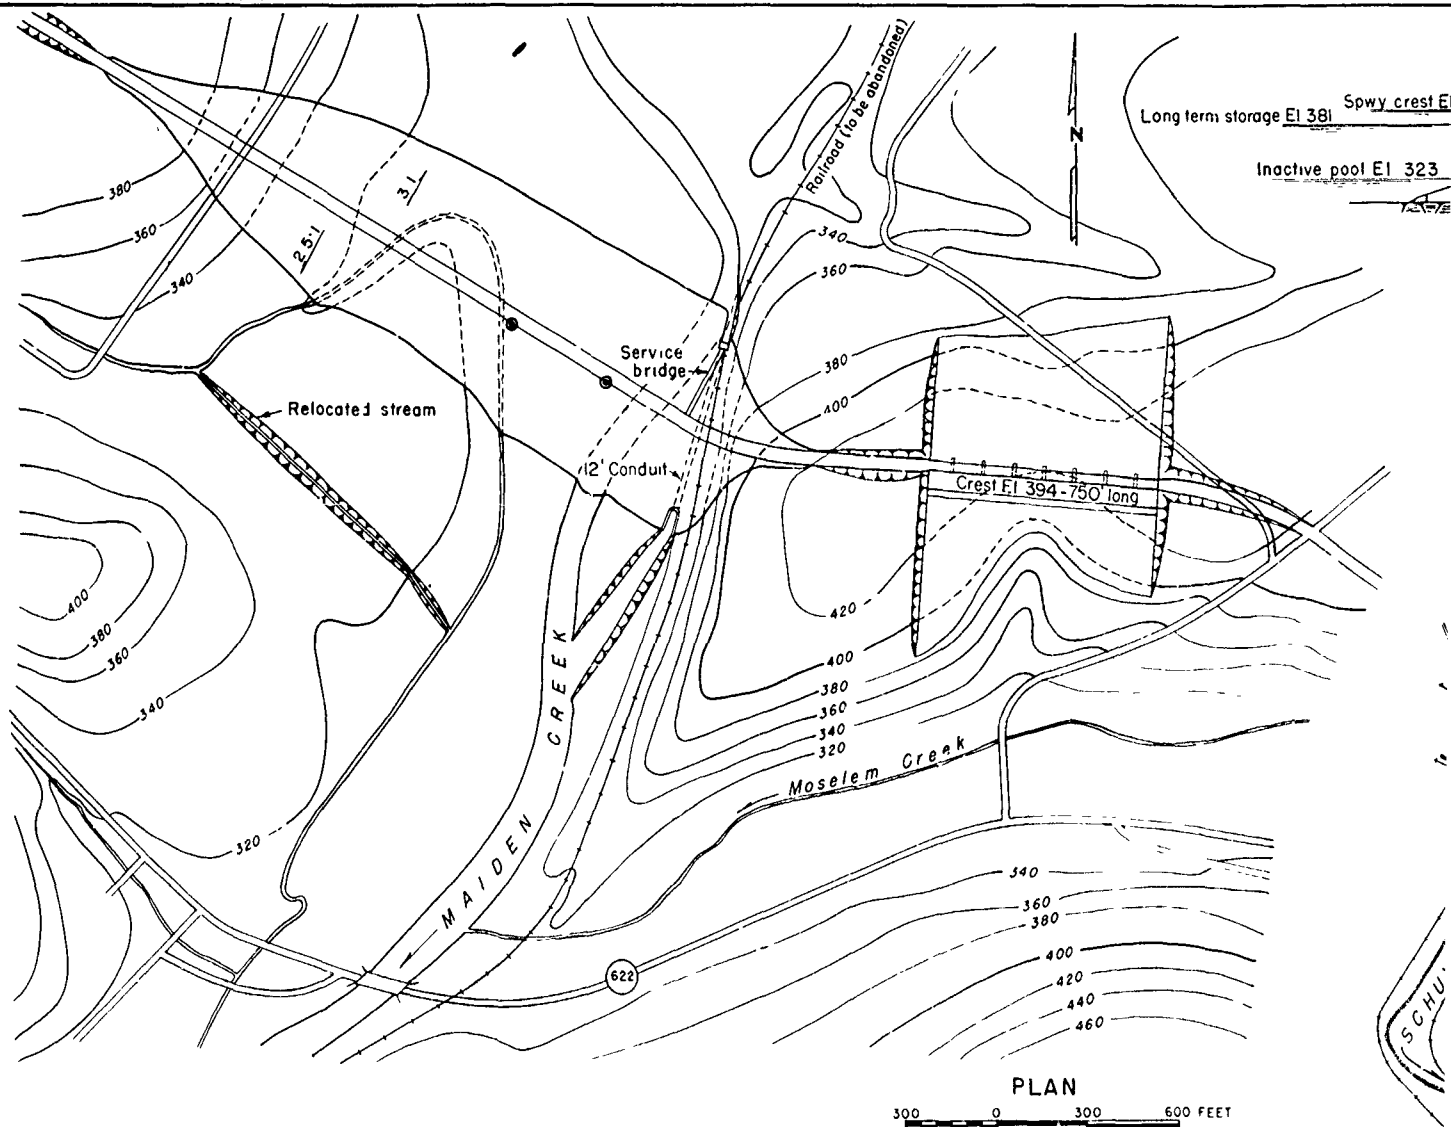 Railroad (to be abandoned)
Spwy crest El
Long term storage El 381
N
Inactive pool El 323
380
360
340
3:1
2.5:1
340
360
Service
bridge
380
400
Relocated stream
12' Conduit
Crest El 394-750' long
400
380
360
340
420
400
380
360
340
320
CREEK
MAIDEN
Moselem Creek
320
340
360
380
400
420
440
460
622
SCHU
To
PLAN
300 0 300 600 FEET